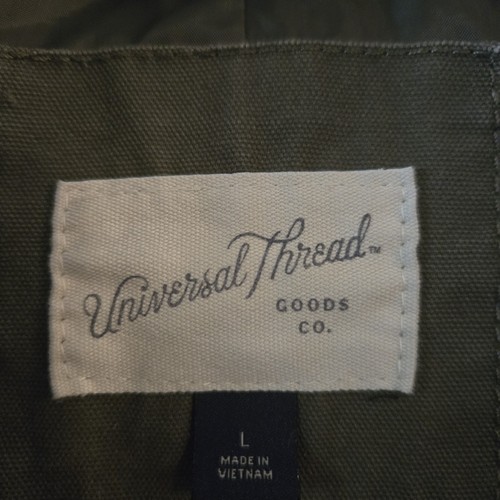 Universal Thread™
GOODS
CO.
L
MADE IN
VIETNAM